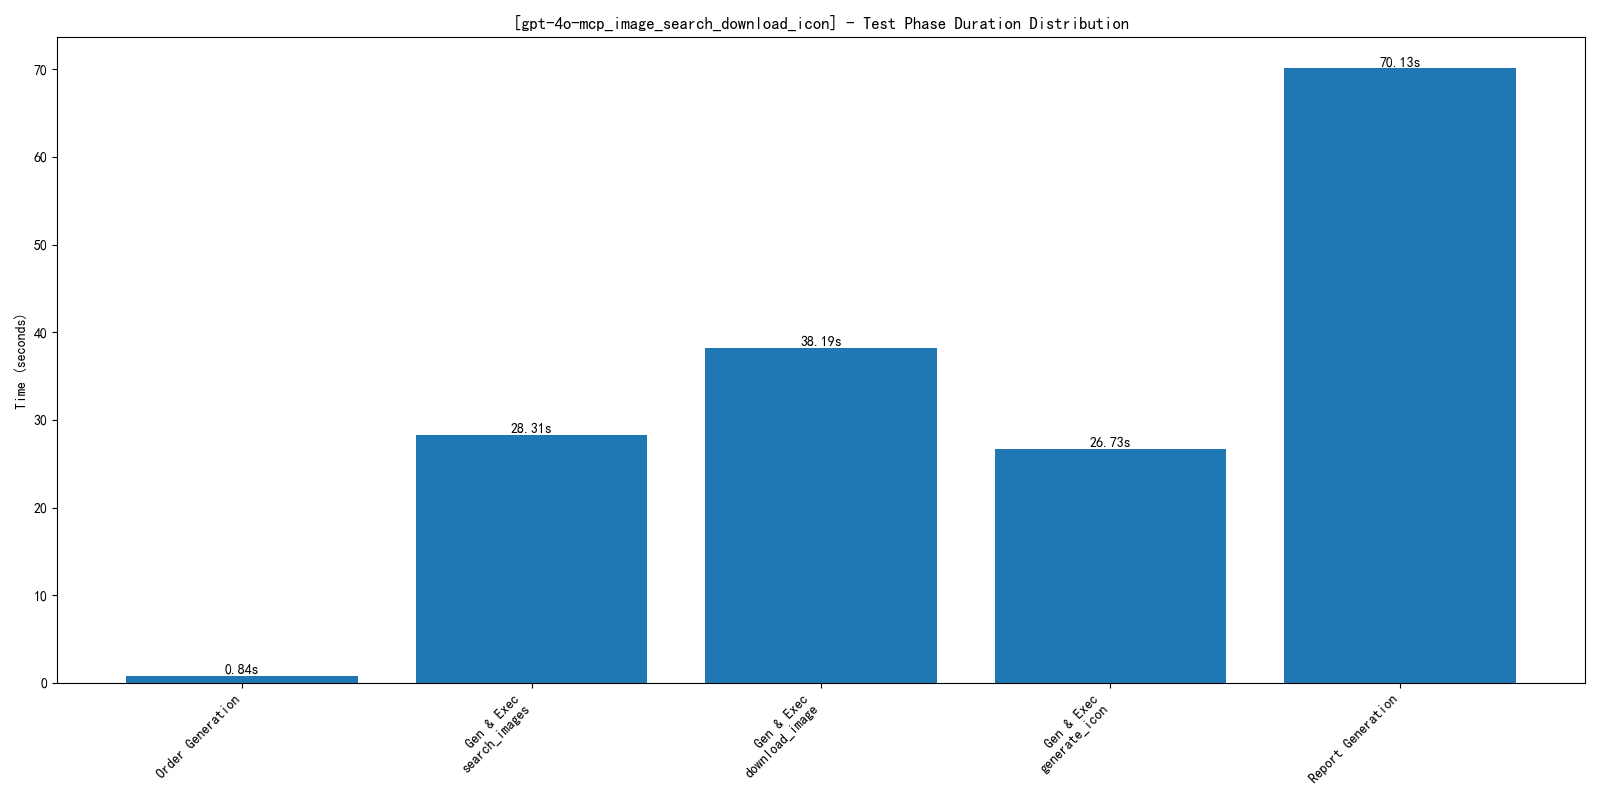 [gpt-4o-mcp_image_search_download_icon] - Test Phase Duration Distribution
Time (seconds)
70
60
50
40
30
20
10
0
0.84s
28.31s
38.19s
26.73s
70.13s
Order Generation
Gen & Exec
search_images
Gen & Exec
download_image
Gen & Exec
generate_icon
Report Generation